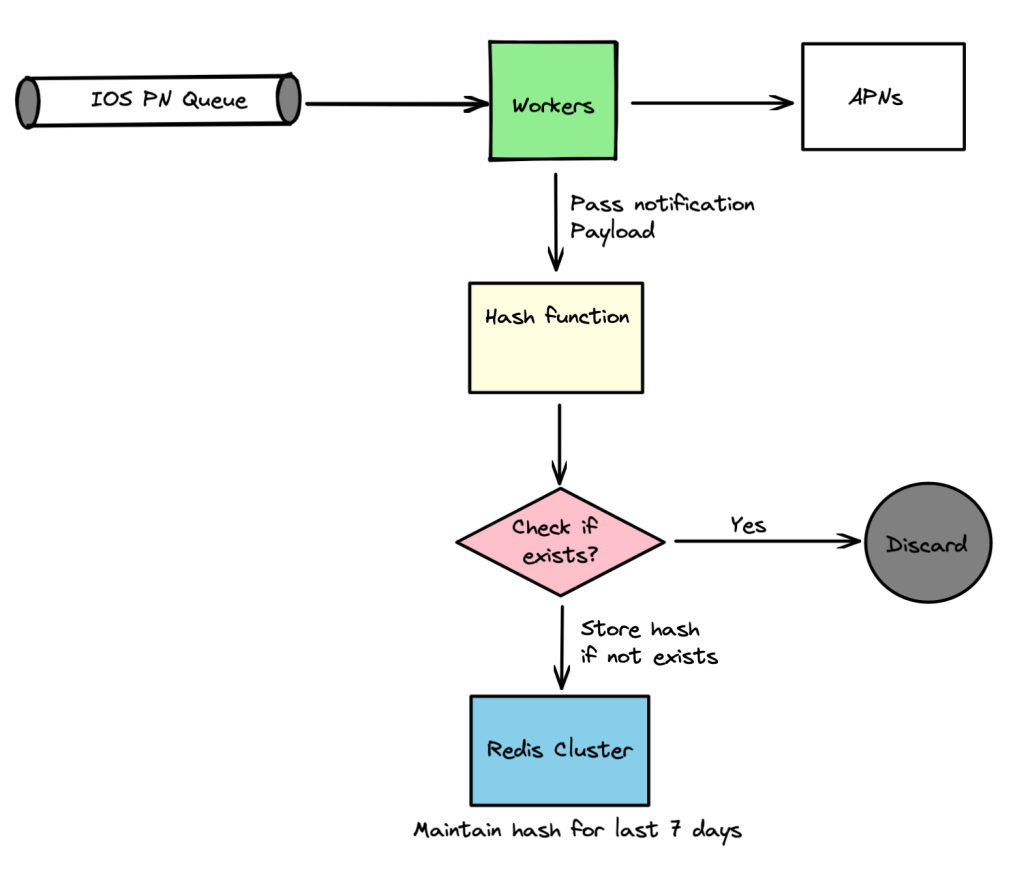 IOS PN Queue
Workers
APNs
Pass notification
Payload
Hash function
Check if
exists?
Yes
Discard
Store hash
if not exists
Redis Cluster
Maintain hash for last 7 days